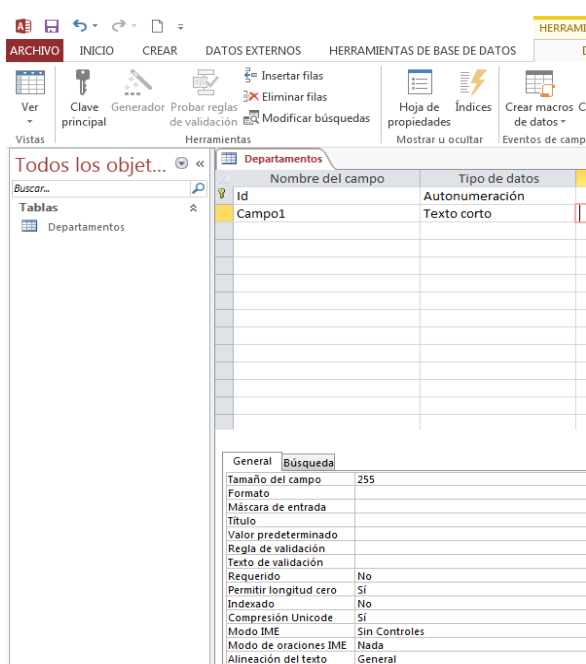 HERRAMI
ARCHIVO INICIO CREAR DATOS EXTERNOS HERRAMIENTAS DE BASE DE DATOS D
Ver
Vistas
Clave principal
Generador
Probar reglas de validación
Insertar filas
Eliminar filas
Modificar búsquedas
Herramientas
Hoja de propiedades
Índices
Mostrar u ocultar
Crear macros de datos
C
Eventos de camp
Todos los objet... «
Buscar...
Tablas
Departamentos
Departamentos
Nombre del campo Tipo de datos
Id Autonumeración
Campo1 Texto corto
General Búsqueda
Tamaño del campo 255
Formato
Máscara de entrada
Título
Valor predeterminado
Regla de validación
Texto de validación
Requerido No
Permitir longitud cero Sí
Indexado No
Compresión Unicode Sí
Modo IME Sin Controles
Modo de oraciones IME Nada
Alineación del texto General